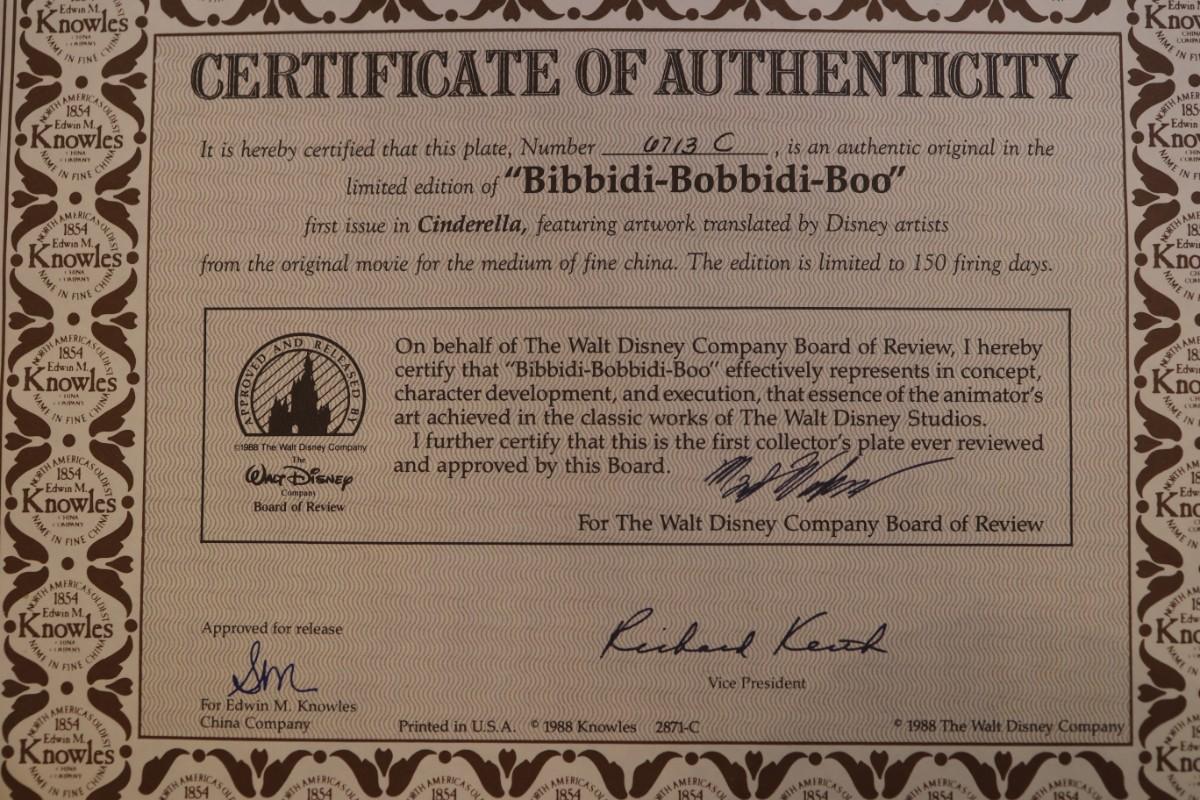 CERTIFICATE OF AUTHENTICITY
It is hereby certified that this plate, Number 6713 C , is an authentic original in the
limited edition of "Bibbidi-Bobbidi-Boo"
first issue in Cinderella, featuring artwork translated by Disney artists
from the original movie for the medium of fine china. The edition is limited to 150 firing days.
APPROVED AND RELEASED BY
©1988 The Walt Disney Company
The
WALT DISNEY
Company
Board of Review
On behalf of The Walt Disney Company Board of Review, I hereby
certify that "Bibbidi-Bobbidi-Boo" effectively represents in concept,
character development, and execution, that essence of the animator's
art achieved in the classic works of The Walt Disney Studios.
I further certify that this is the first collector's plate ever reviewed
and approved by this Board.
For The Walt Disney Company Board of Review
Approved for release
For Edwin M. Knowles
China Company
Richard Keith
Vice President
Printed in U.S.A. © 1988 Knowles 2871-C
© 1988 The Walt Disney Company
NORTH AMERICA'S OLDEST
1854
Edwin M.
Knowles
CHINA
COMPANY
NAME IN FINE CHINA